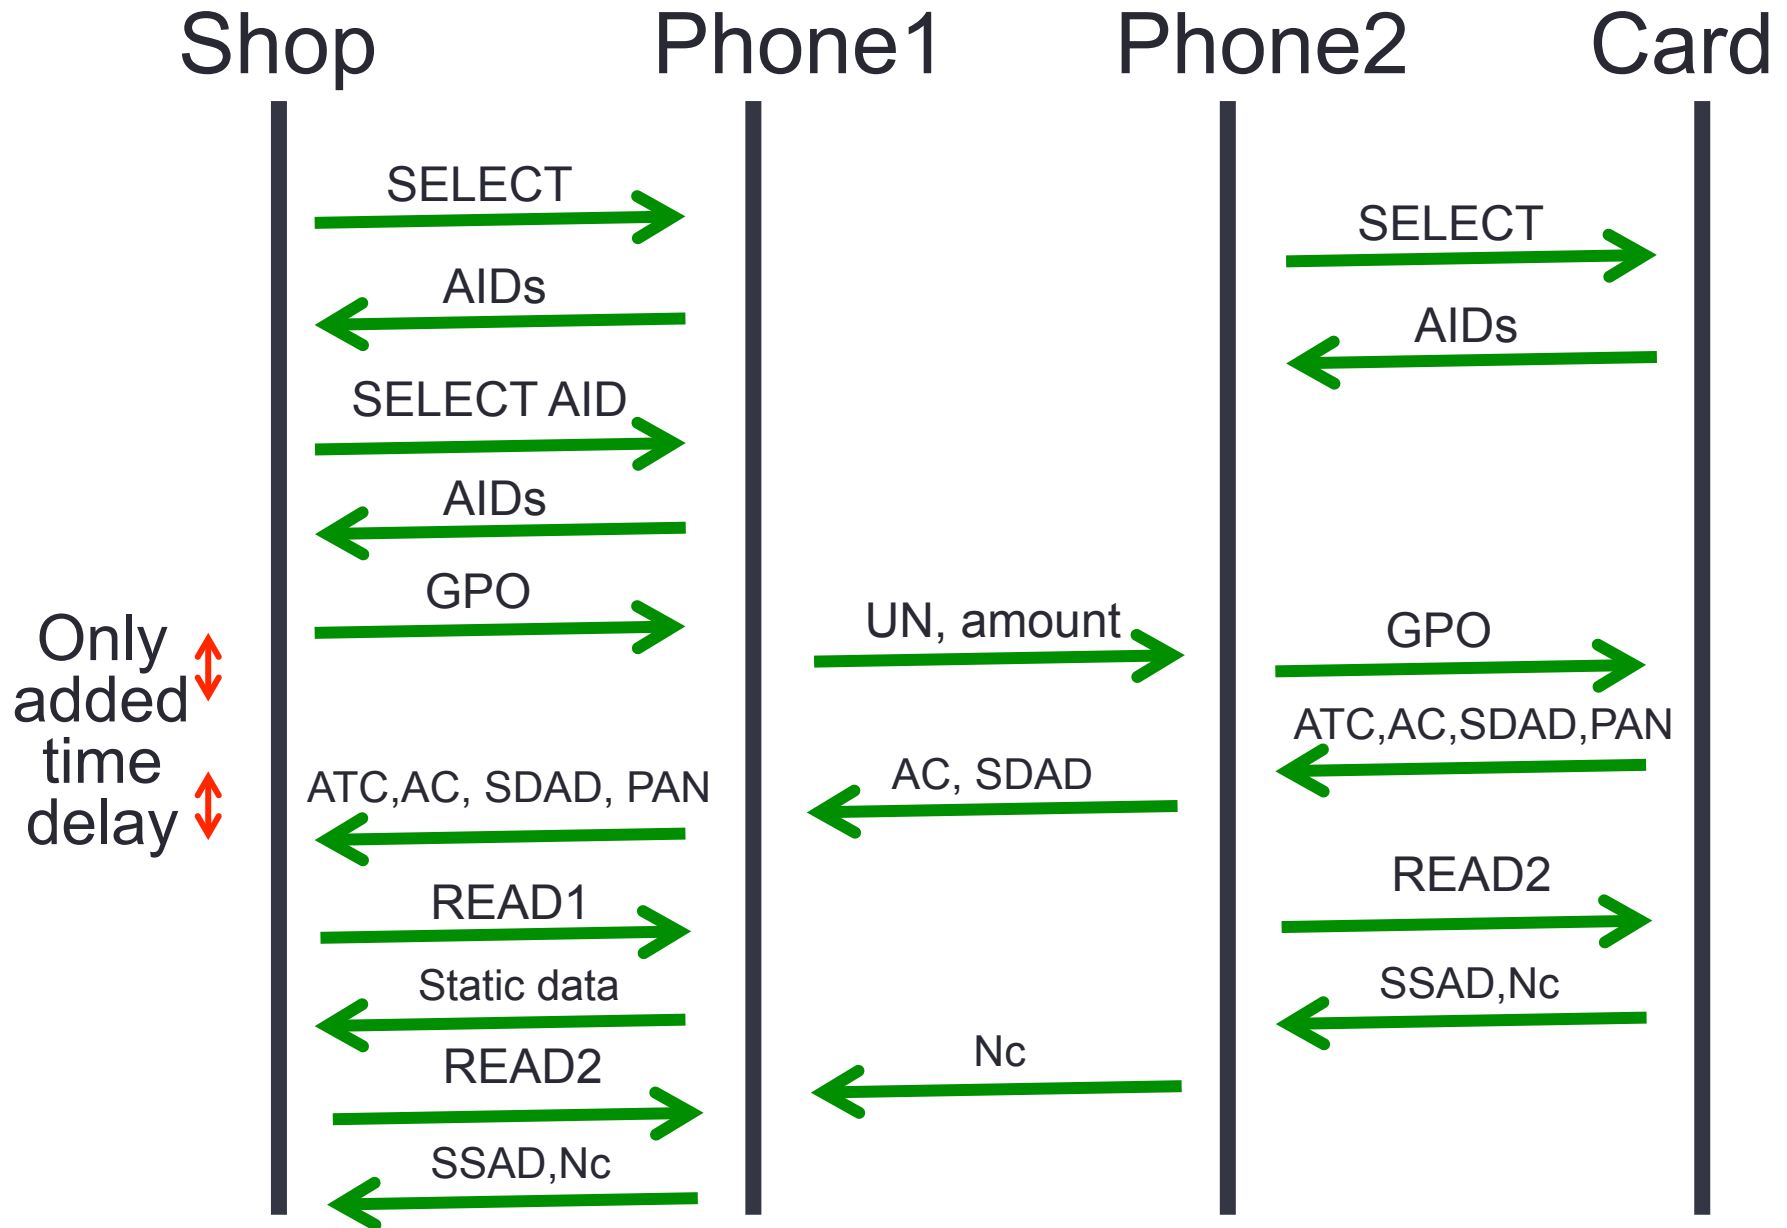 Shop Phone1 Phone2 Card
SELECT
SELECT
AIDs
AIDs
SELECT AID
AIDs
GPO
UN, amount
GPO
Only
added
time
delay
ATC,AC,SDAD,PAN
AC, SDAD
ATC,AC, SDAD, PAN
READ2
READ1
Static data
SSAD,Nc
Nc
READ2
SSAD,Nc